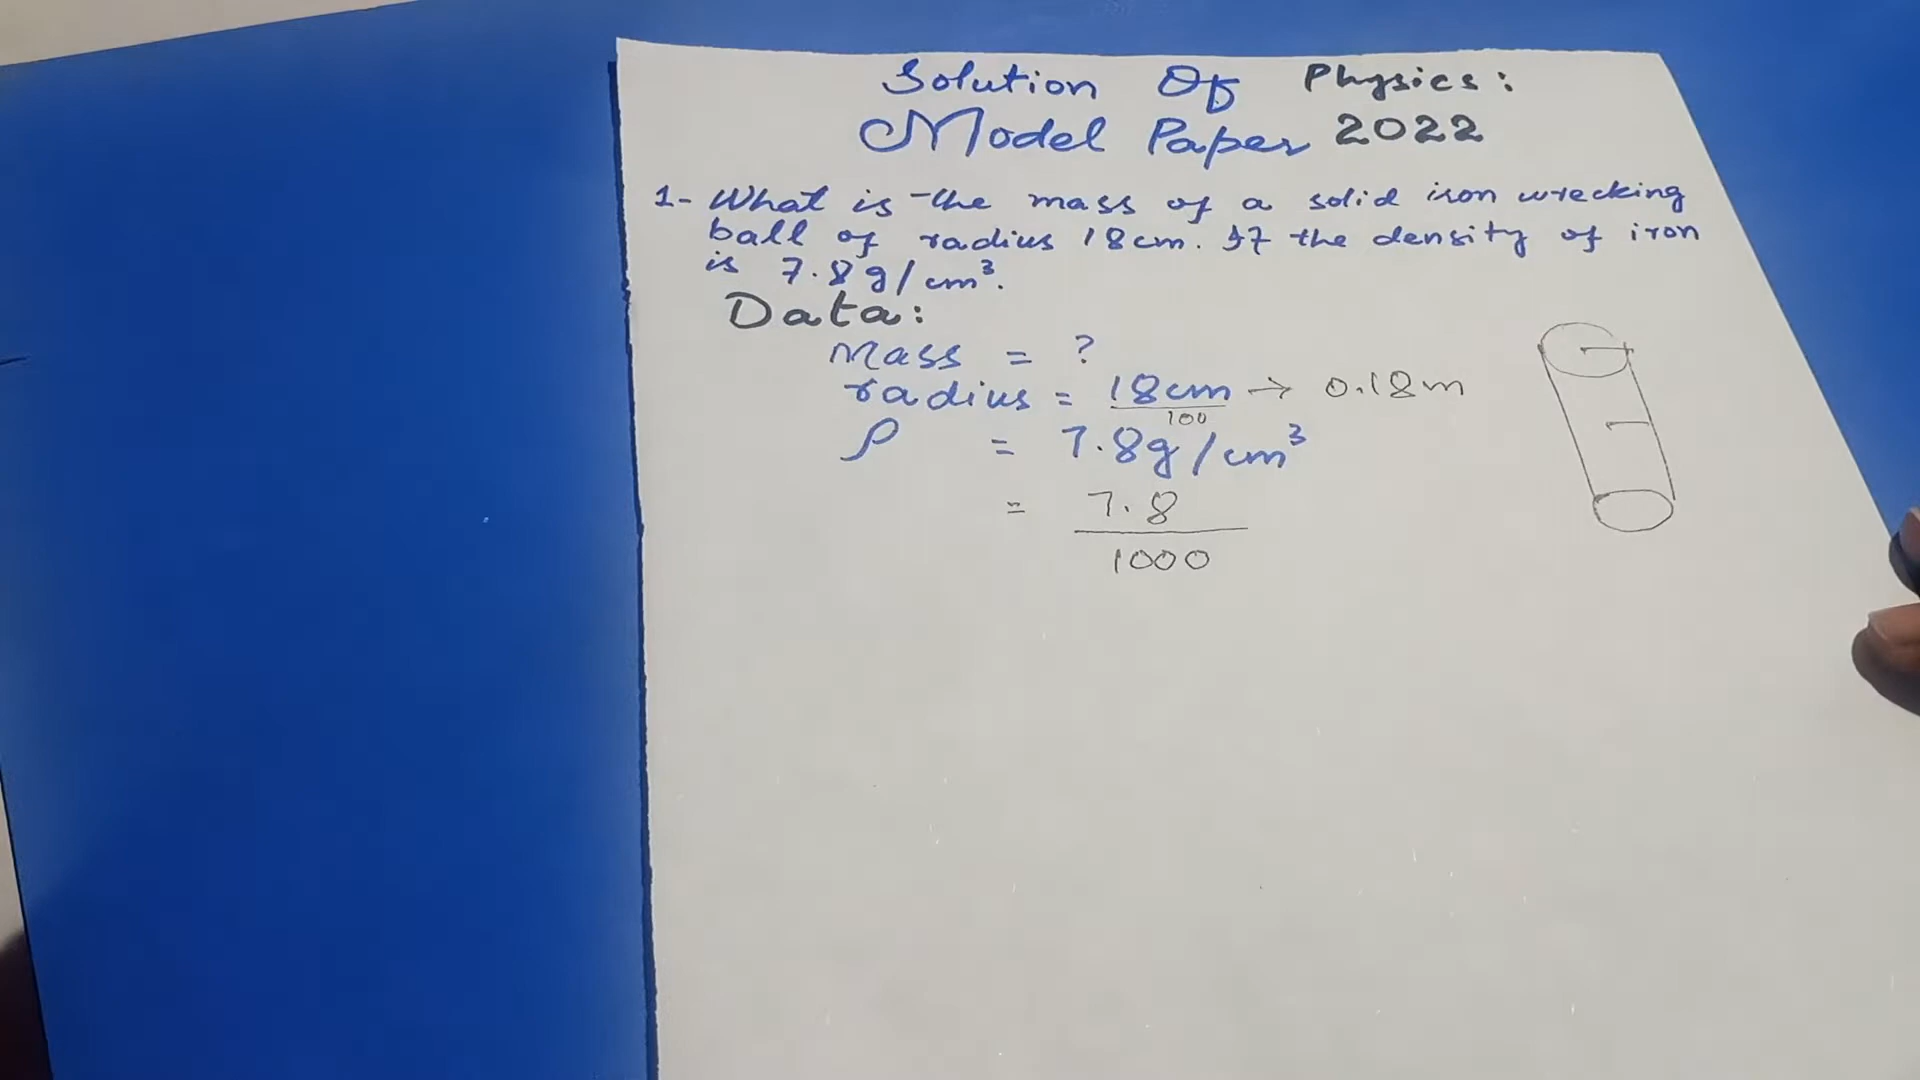 Solution Of Physics:
Model Paper 2022
1- What is the mass of a solid iron wrecking
ball of radius 18cm. If the density of iron
is 7.8g/cm³.
Data:
Mass = ?
radius = 18cm/100 → 0.18m
ρ = 7.8g/cm³
= 7.8
1000